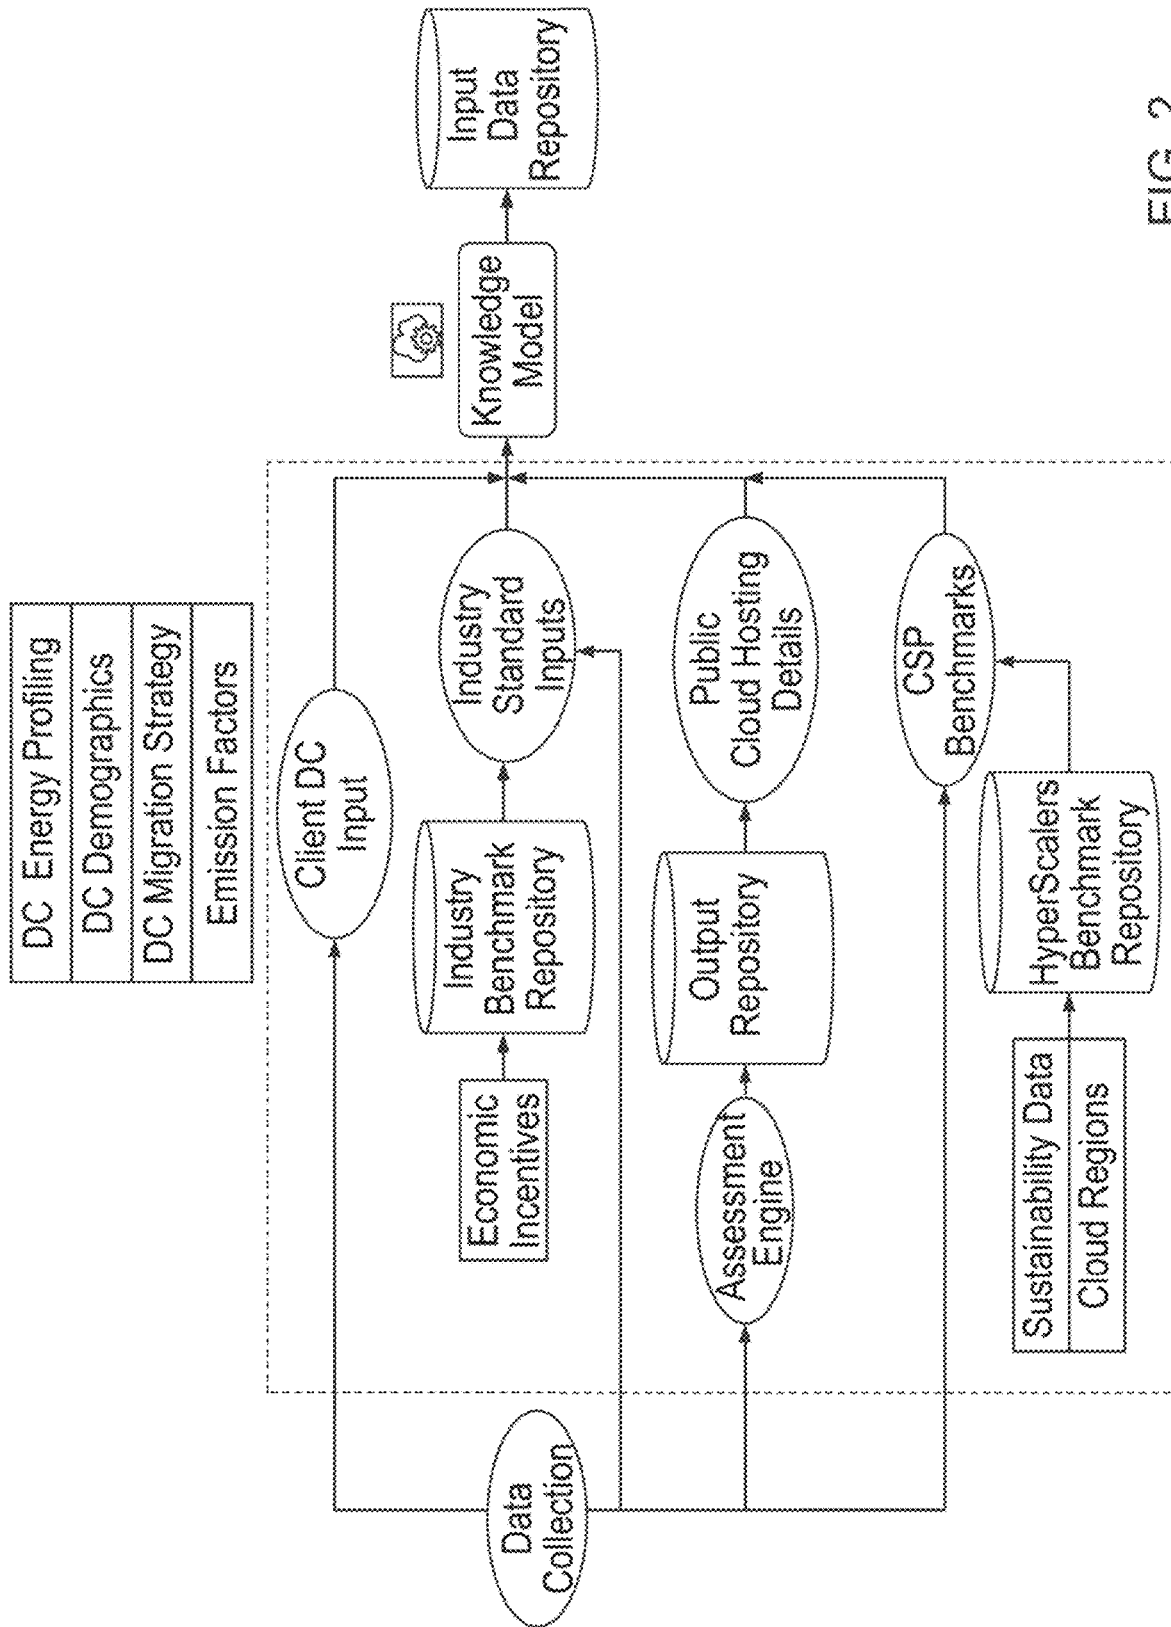 DC Energy Profiling
DC Demographics
DC Migration Strategy
Emission Factors
Data
Collection
Client DC
Input
Economic
Incentives
Industry
Benchmark
Repository
Industry
Standard
Inputs
Knowledge
Model
Input
Data
Repository
Assessment
Engine
Output
Repository
Public
Cloud Hosting
Details
Sustainability Data
Cloud Regions
HyperScalers
Benchmark
Repository
CSP
Benchmarks
FIG. 2